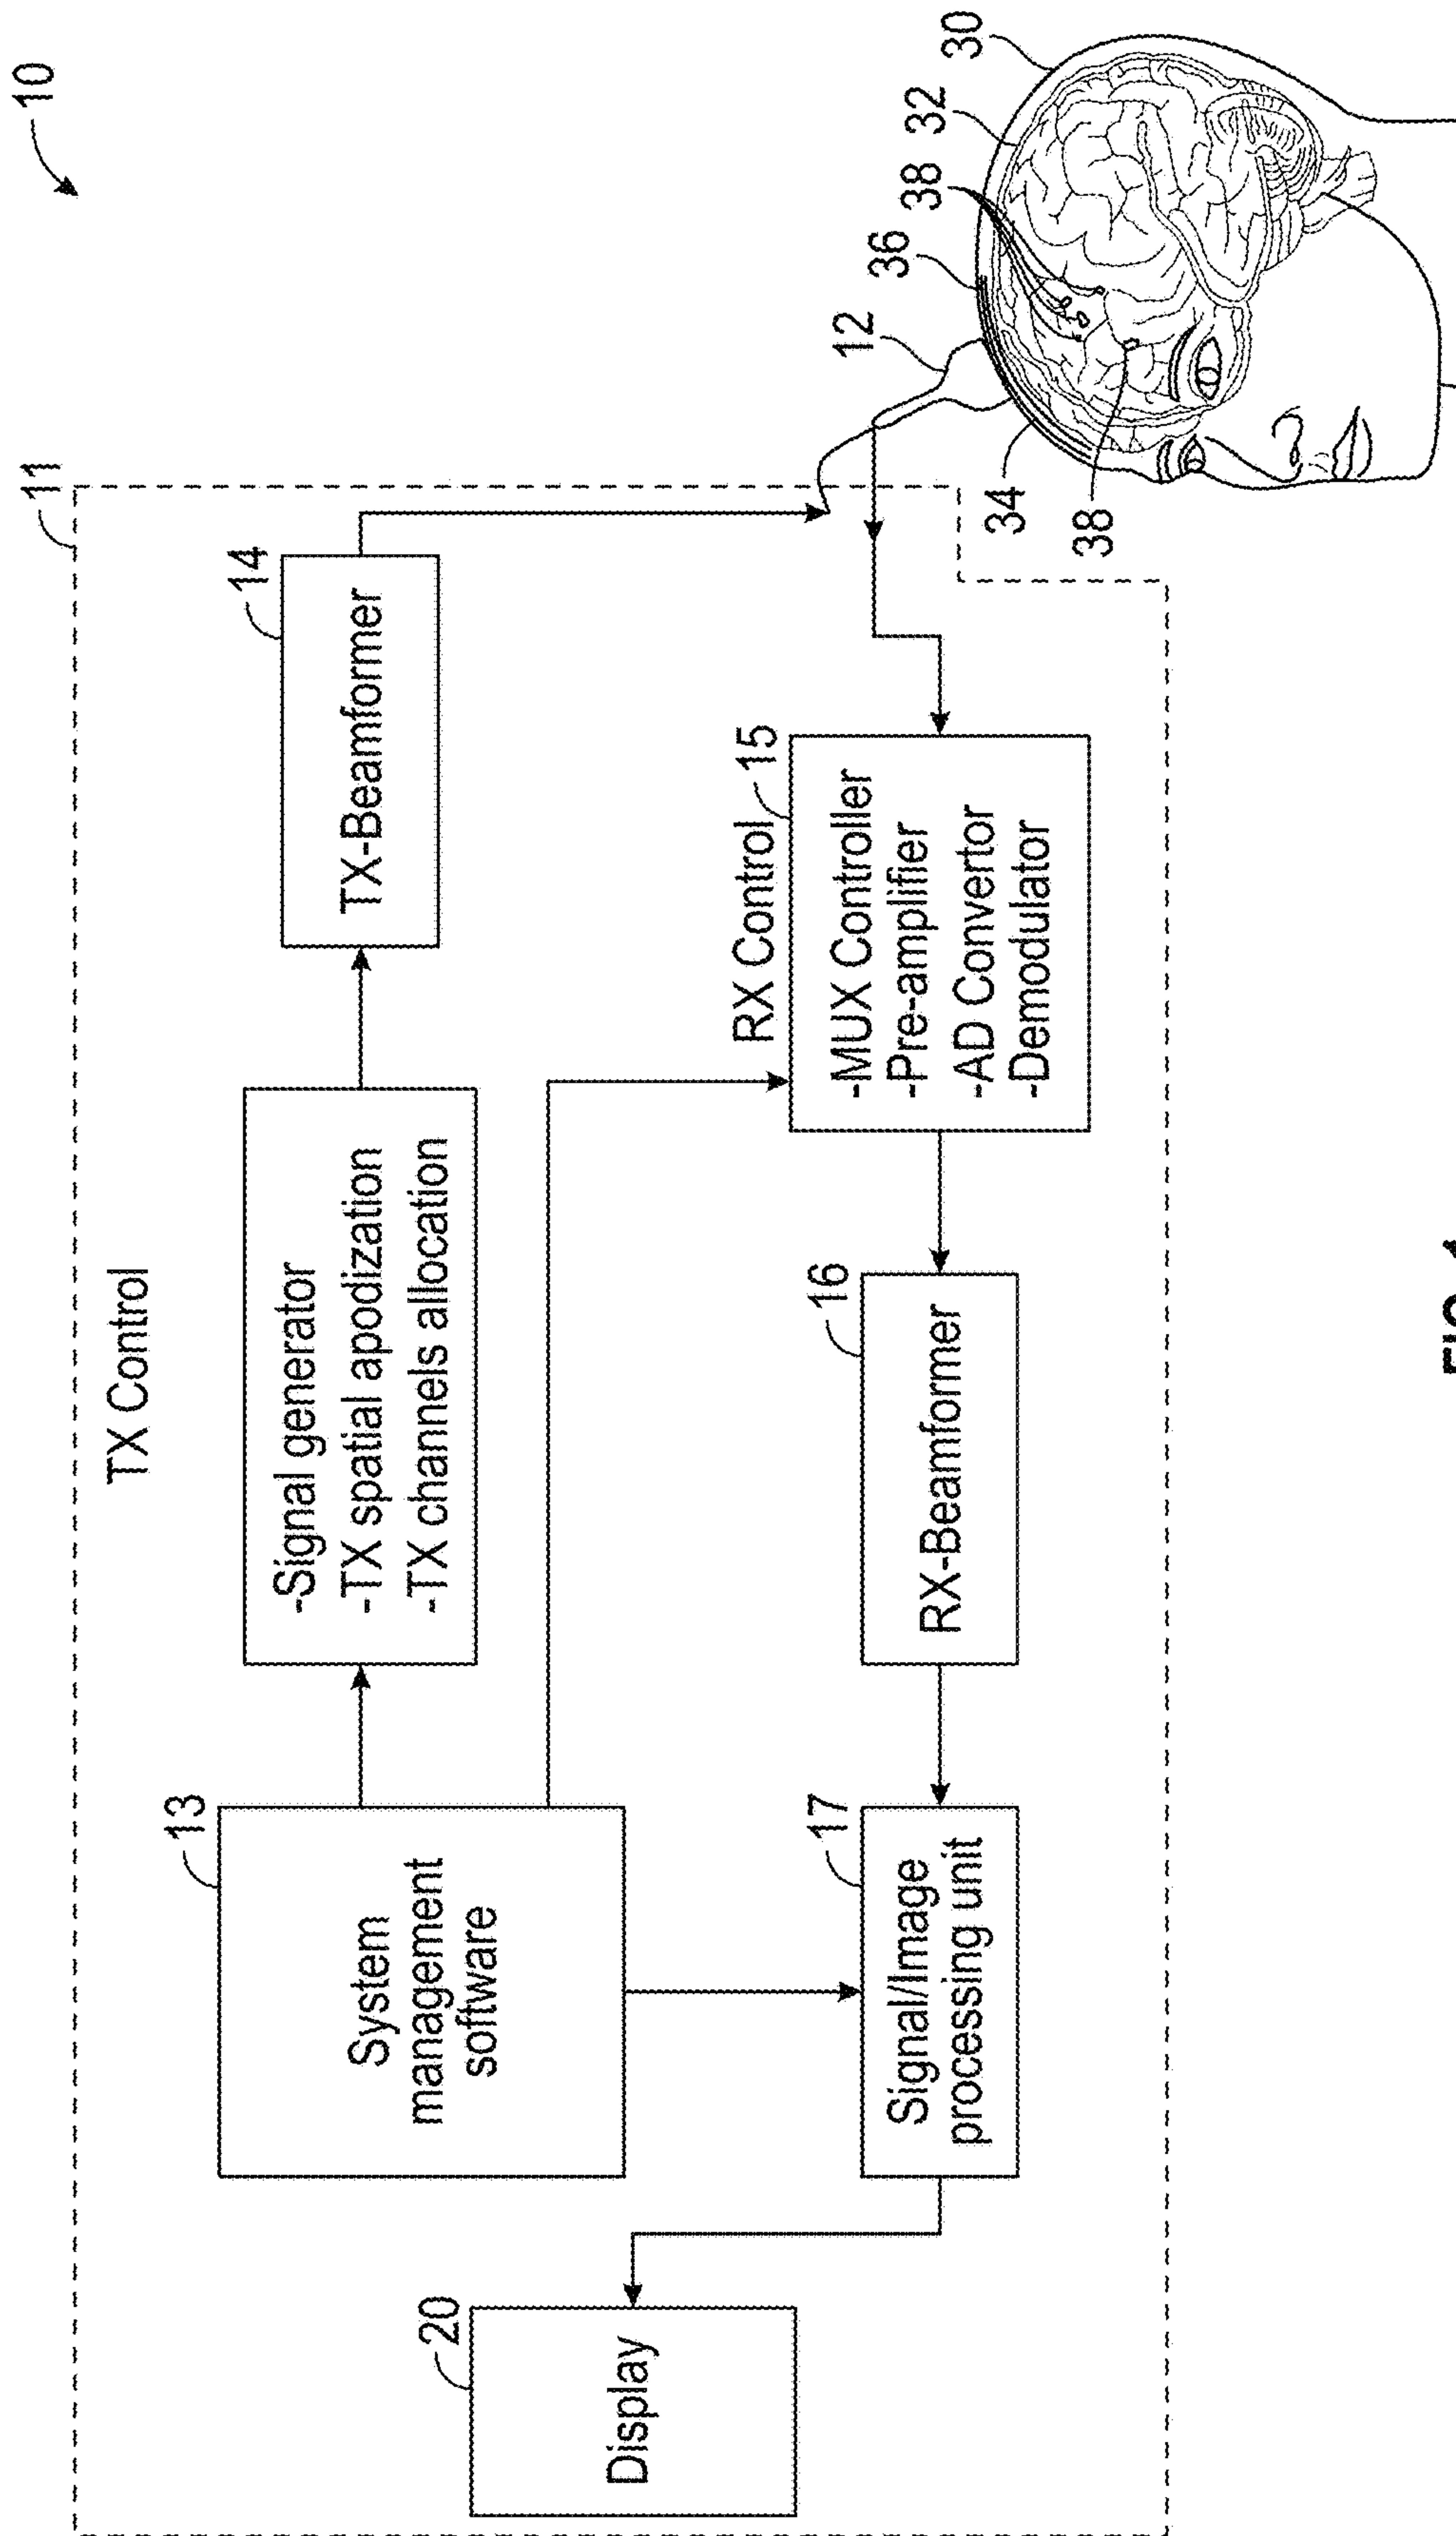 10
11
TX Control
13
System
management
software
-Signal generator
-TX spatial apodization
-TX channels allocation
14
TX-Beamformer
12
36
38
32
30
34
38
20
Display
17
Signal/Image
processing unit
16
RX-Beamformer
RX Control
15
-MUX Controller
-Pre-amplifier
-AD Convertor
-Demodulator